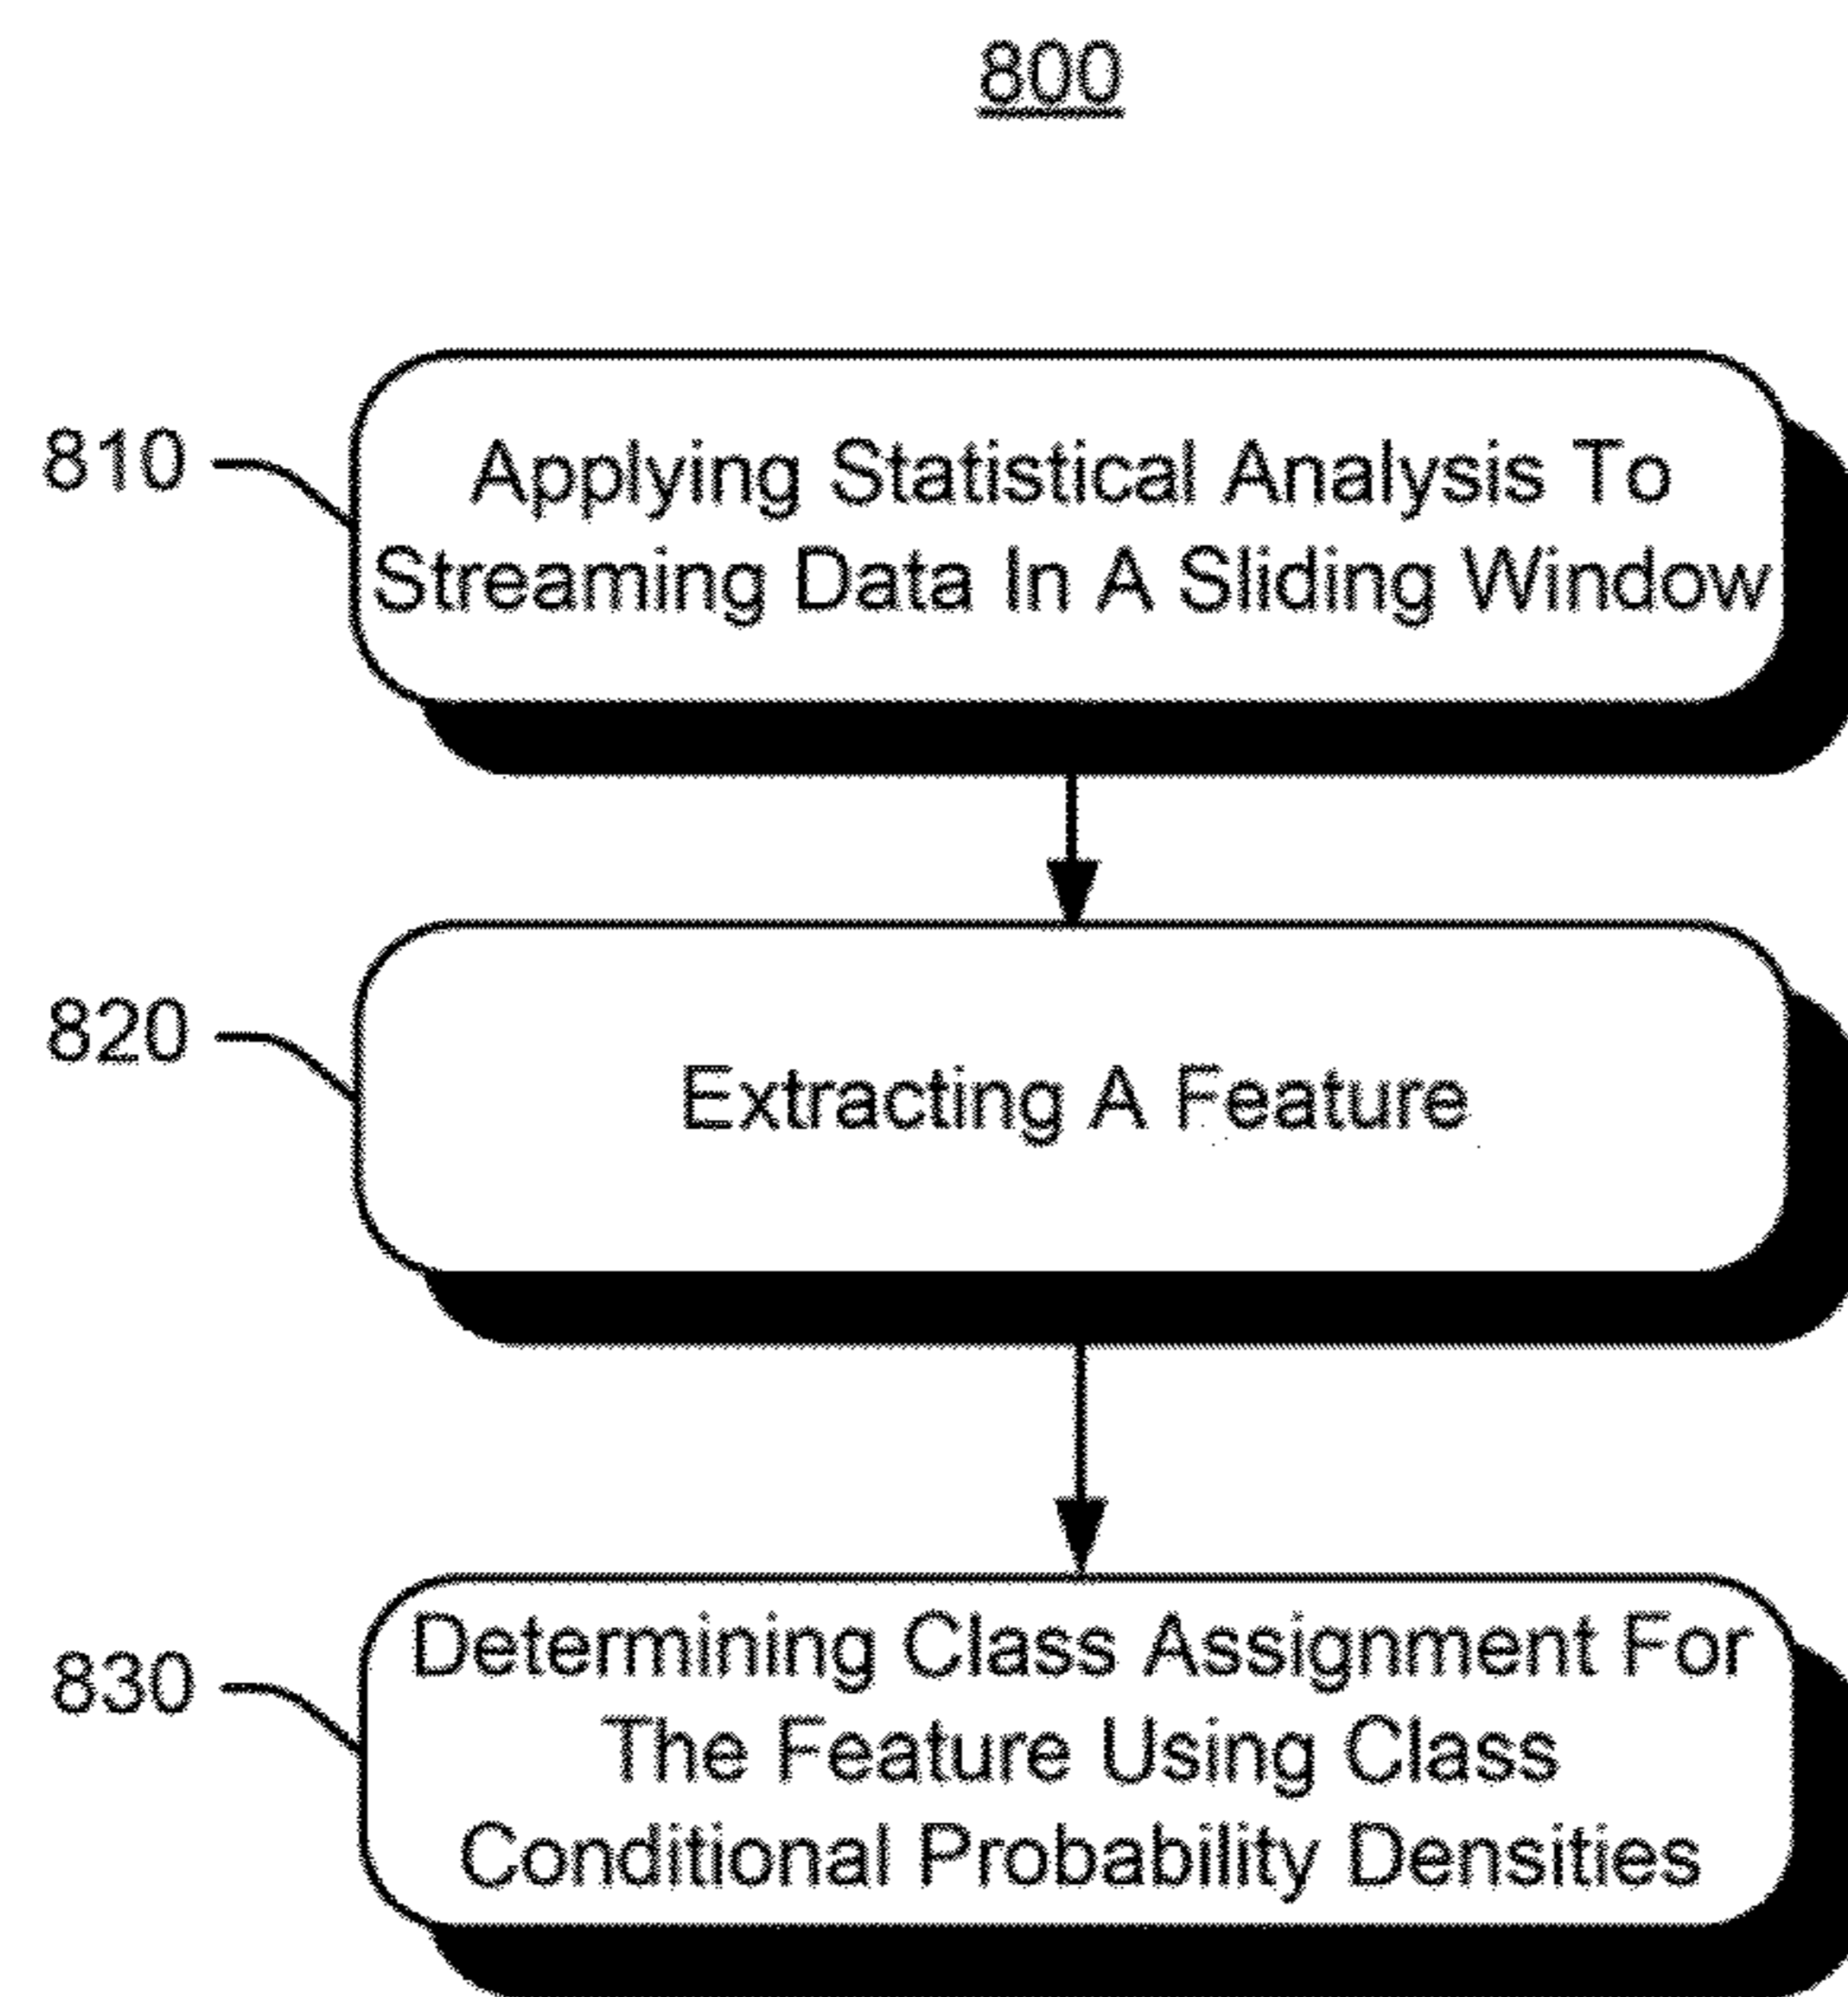 800
810
Applying Statistical Analysis To
Streaming Data In A Sliding Window
820
Extracting A Feature
830
Determining Class Assignment For
The Feature Using Class
Conditional Probability Densities